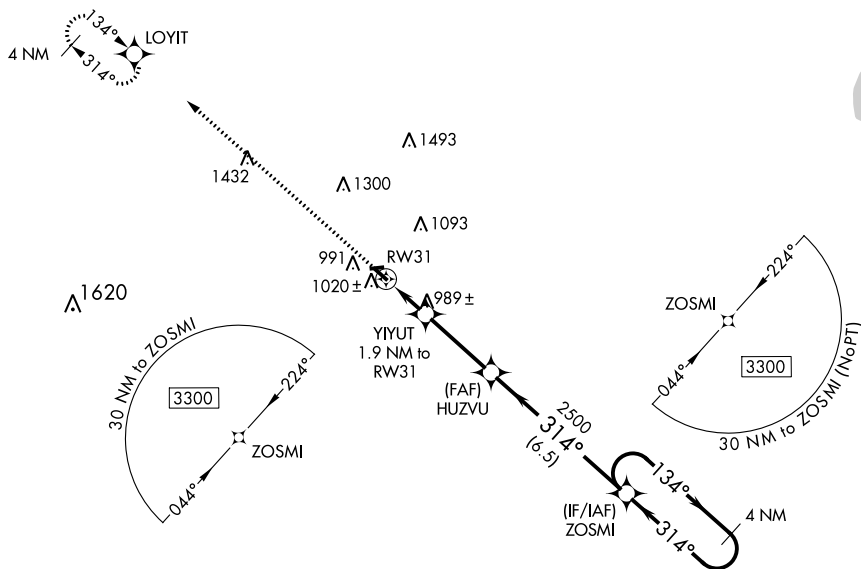 134°
LOYIT
4 NM
314°
1493
1432
1300
1093
991
RW31
1020 ±
1620
989 ±
YIYUT
1.9 NM to
RW31
224°
ZOSMI
3300
044°
30 NM to ZOSMI (NoPT)
30 NM to ZOSMI
3300
224°
ZOSMI
044°
(FAF)
HUZVU
2500
314°
(6.5)
134°
(IF/IAF)
ZOSMI
314°
4 NM